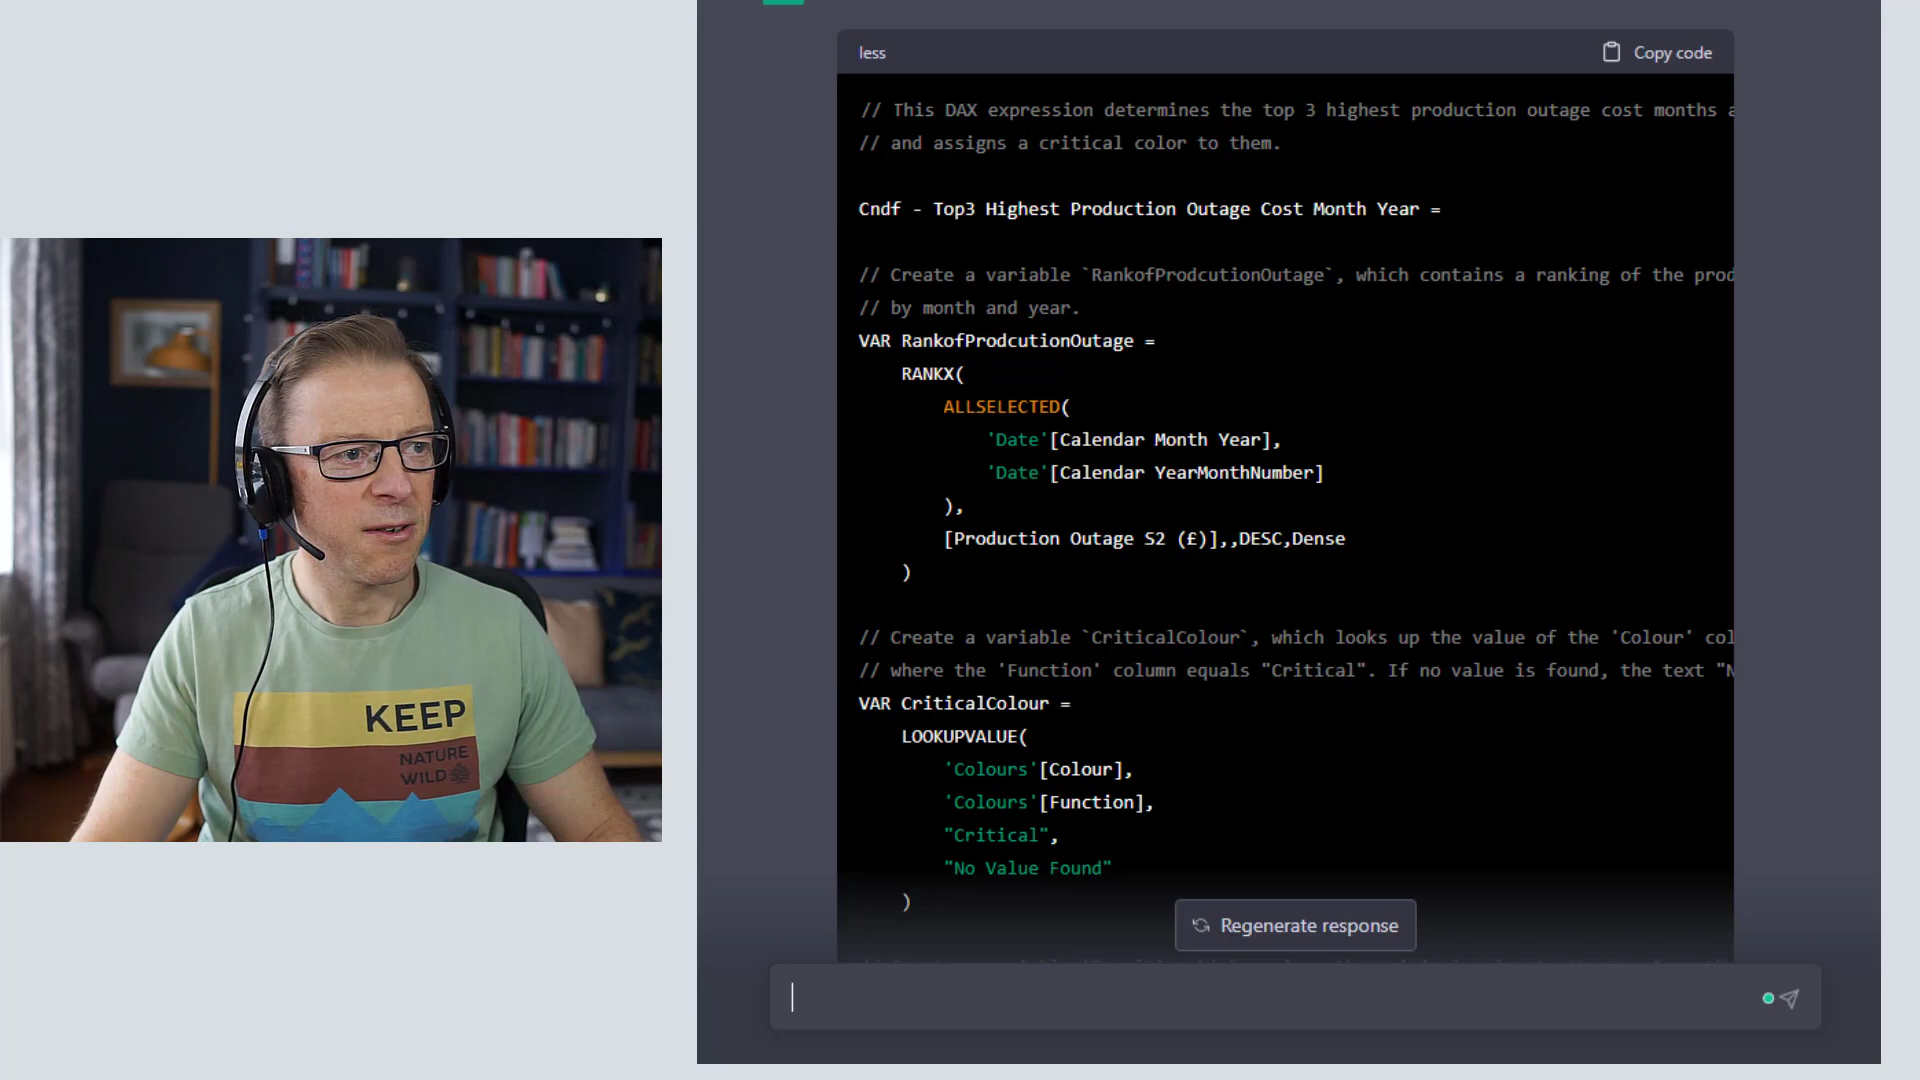 less
Copy code
// This DAX expression determines the top 3 highest production outage cost months
// and assigns a critical color to them.
Cndf - Top3 Highest Production Outage Cost Month Year =
// Create a variable `RankofProdcutionOutage`, which contains a ranking of the prod
// by month and year.
VAR RankofProdcutionOutage =
RANKX(
ALLSELECTED(
'Date'[Calendar Month Year],
'Date'[Calendar YearMonthNumber]
),
[Production Outage S2 (£)],,DESC,Dense
)
// Create a variable `CriticalColour`, which looks up the value of the 'Colour' col
// where the 'Function' column equals "Critical". If no value is found, the text "N
VAR CriticalColour =
LOOKUPVALUE(
'Colours'[Colour],
'Colours'[Function],
"Critical",
"No Value Found"
)
Regenerate response
KEEP
NATURE
WILD